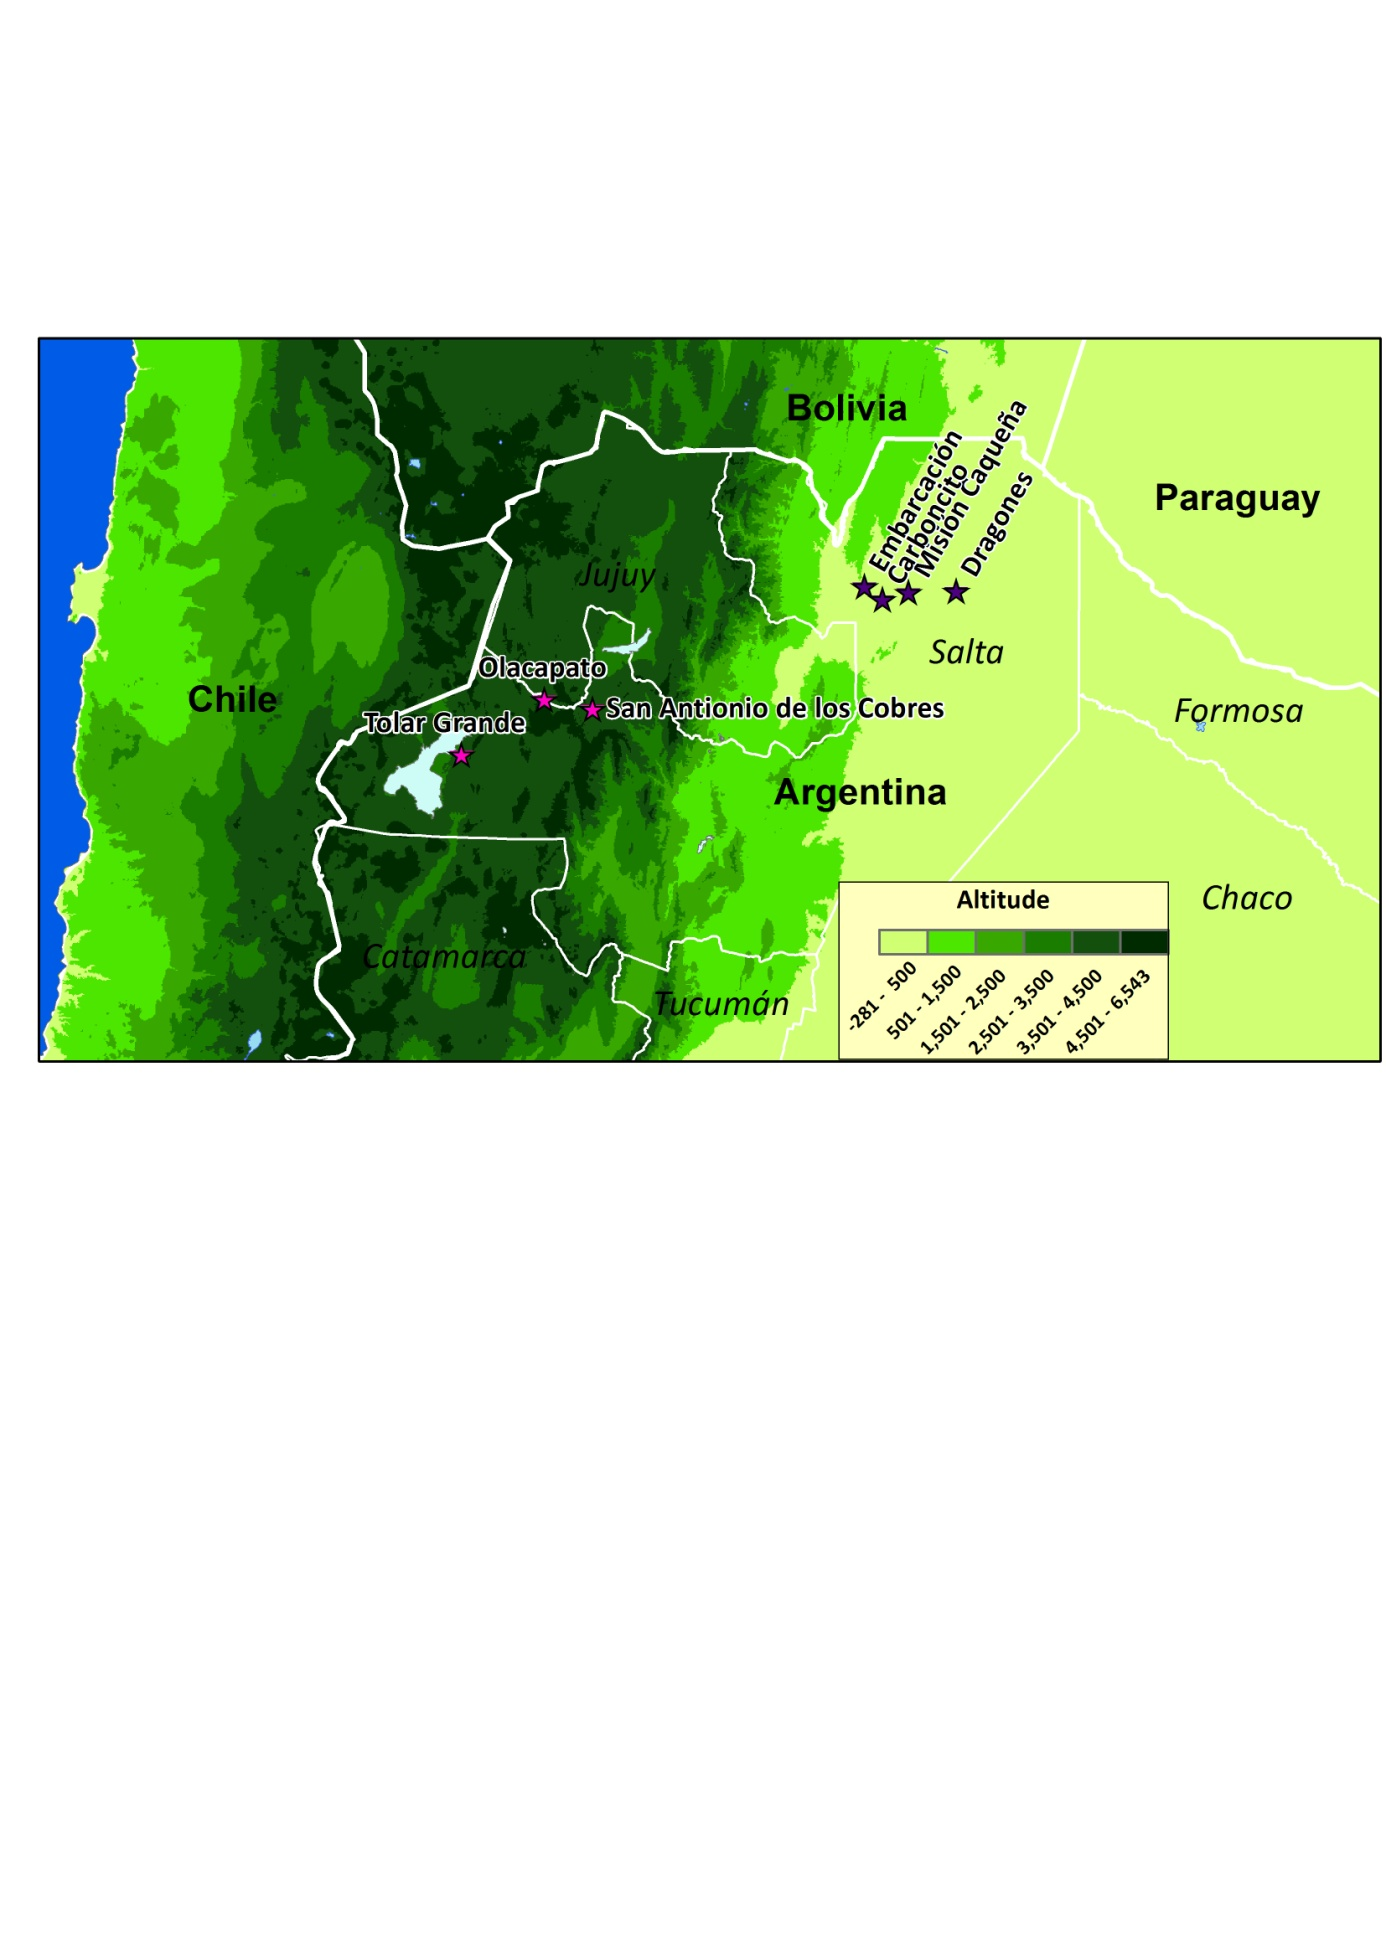 Bolivia
Embarcación
Carboncito
Misión Caqueña
Dragones
Paraguay
Jujuy
Salta
Olacapato
Chile
San Antionio de los Cobres
Formosa
Tolar Grande
Argentina
Altitude
-281 - 500
501 - 1,500
1,501 - 2,500
2,501 - 3,500
3,501 - 4,500
4,501 - 6,543
Chaco
Catamarca
Tucumán